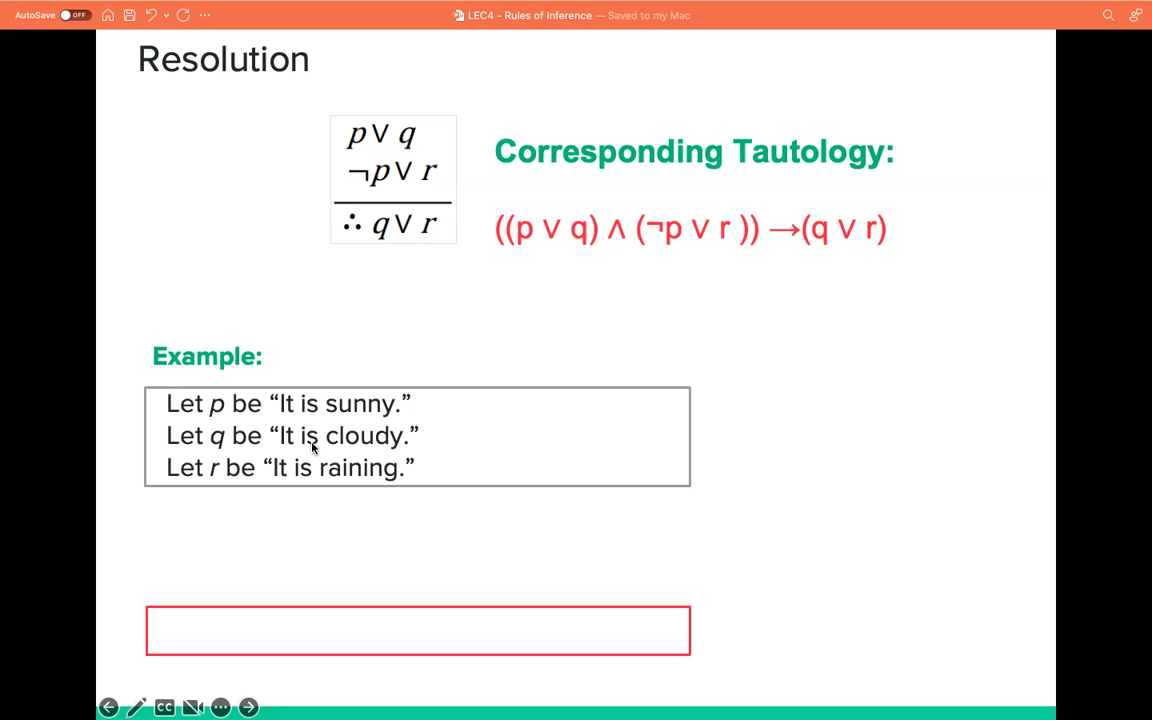 AutoSave OFF
LEC4 - Rules of Inference — Saved to my Mac
Resolution
p ∨ q
¬p ∨ r
∴ q ∨ r
Corresponding Tautology:
((p ∨ q) ∧ (¬p ∨ r )) →(q ∨ r)
Example:
Let p be “It is sunny.”
Let q be “It is cloudy.”
Let r be “It is raining.”
CC